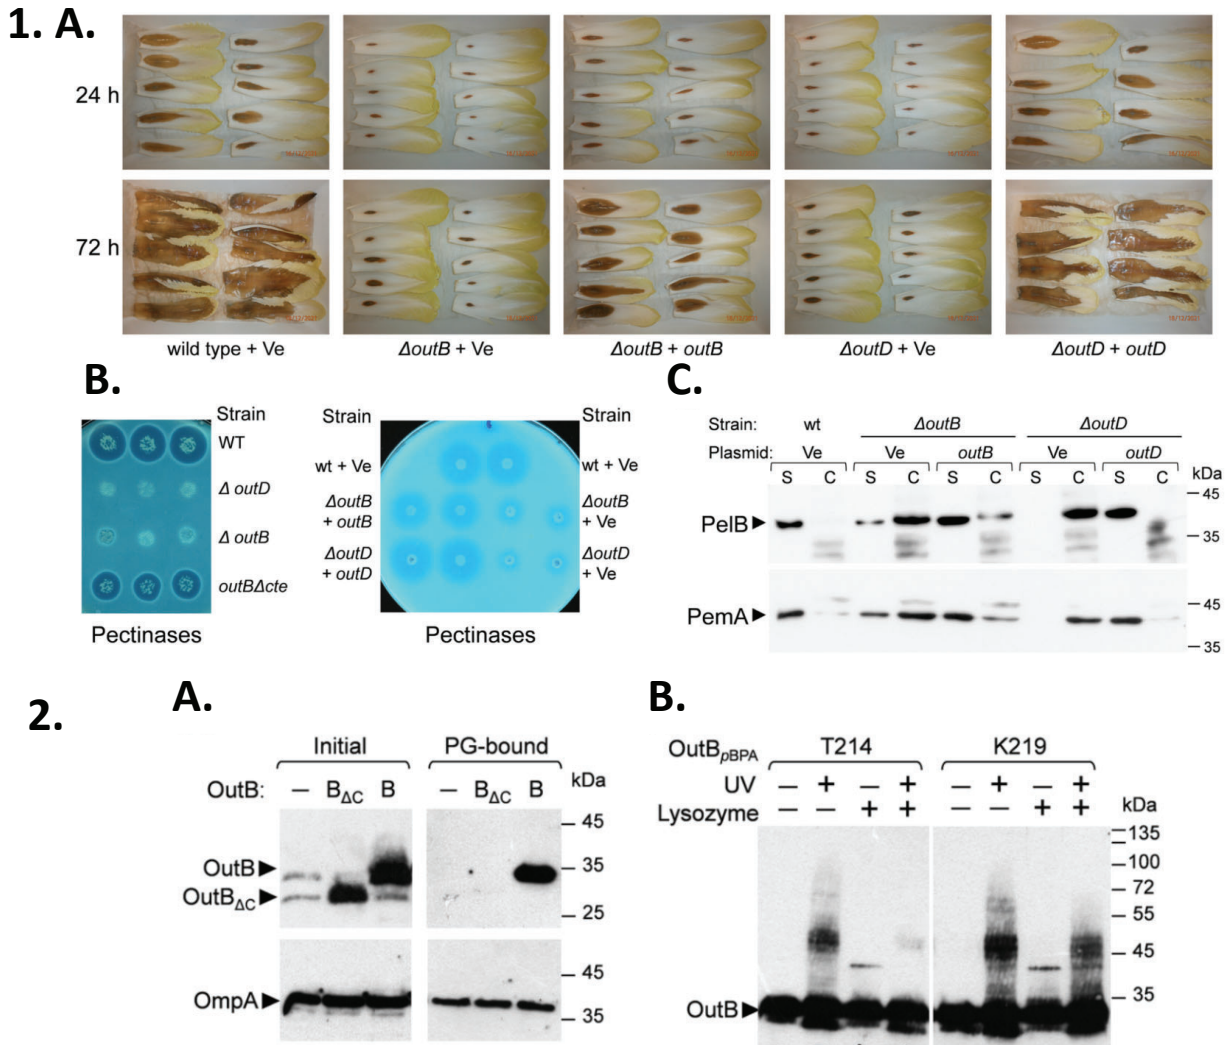 1. A.
24 h
72 h
wild type + Ve
ΔoutB + Ve
ΔoutB + outB
ΔoutD + Ve
ΔoutD + outD
B.
Strain
WT
Δ outD
Δ outB
outBΔcte
Pectinases
Strain
Strain
wt + Ve
wt + Ve
ΔoutB
+ outB
ΔoutB
+ Ve
ΔoutD
+ outD
ΔoutD
+ Ve
Pectinases
C.
Strain: wt ΔoutB ΔoutD
Plasmid: Ve Ve outB Ve outD
S C S C S C S C S C kDa
45
PelB
35
45
PemA
35
2.
A.
Initial PG-bound
OutB: – BΔC B – BΔC B kDa
45
OutB 35
OutBΔC
25
45
OmpA
35
B.
OutBpBPA T214 K219
UV – + – + – + – +
Lysozyme – – + + – – + + kDa
135
100
72
55
45
35
OutB